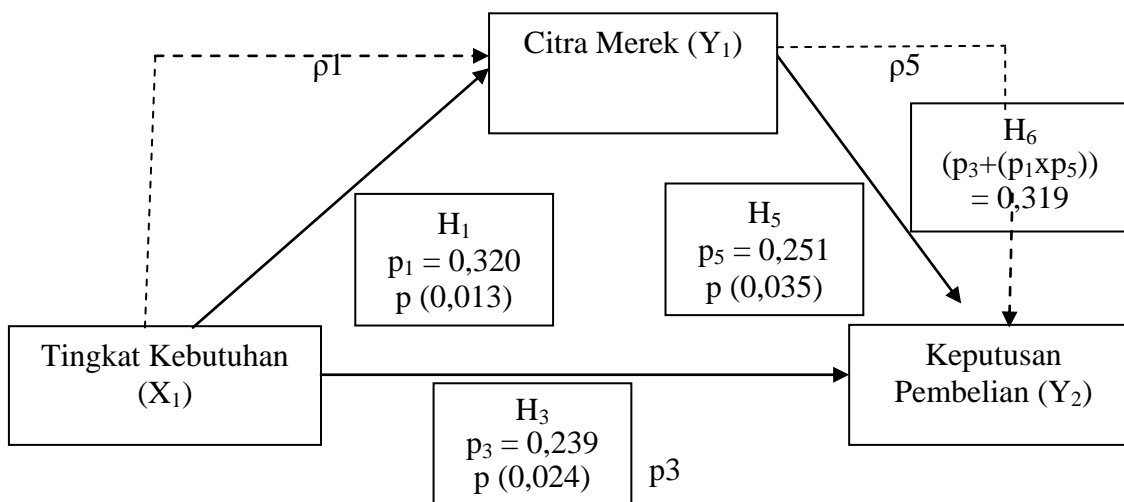 Citra Merek (Y₁)
ρ1
ρ5
H₆
(p₃+(p₁xp₅))
= 0,319
H₁
p₁ = 0,320
p (0,013)
H₅
p₅ = 0,251
p (0,035)
Tingkat Kebutuhan
(X₁)
Keputusan
Pembelian (Y₂)
H₃
p₃ = 0,239
p (0,024)
p3